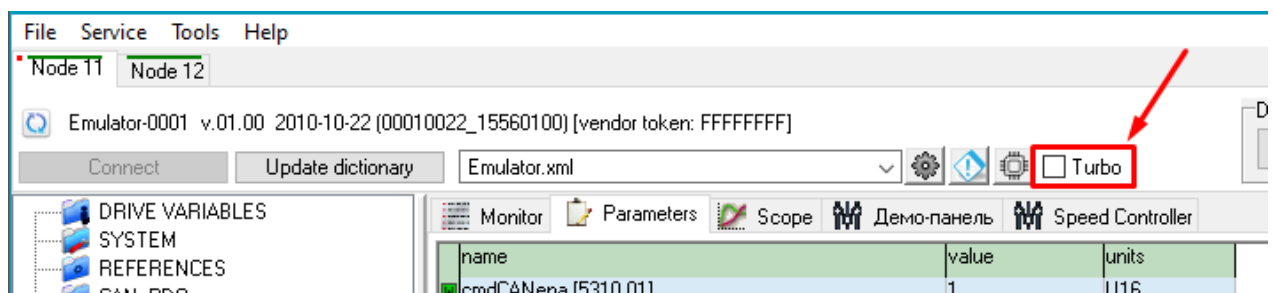 File Service Tools Help
Node 11 Node 12
Emulator-0001 v.01.00 2010-10-22 (00010022_15560100) [vendor token: FFFFFFFF]
Connect Update dictionary Emulator.xml Turbo
DRIVE VARIABLES
SYSTEM
REFERENCES
Monitor Parameters Scope Демо-панель Speed Controller
name value units
cmdCANena [5310.01] 1 U16